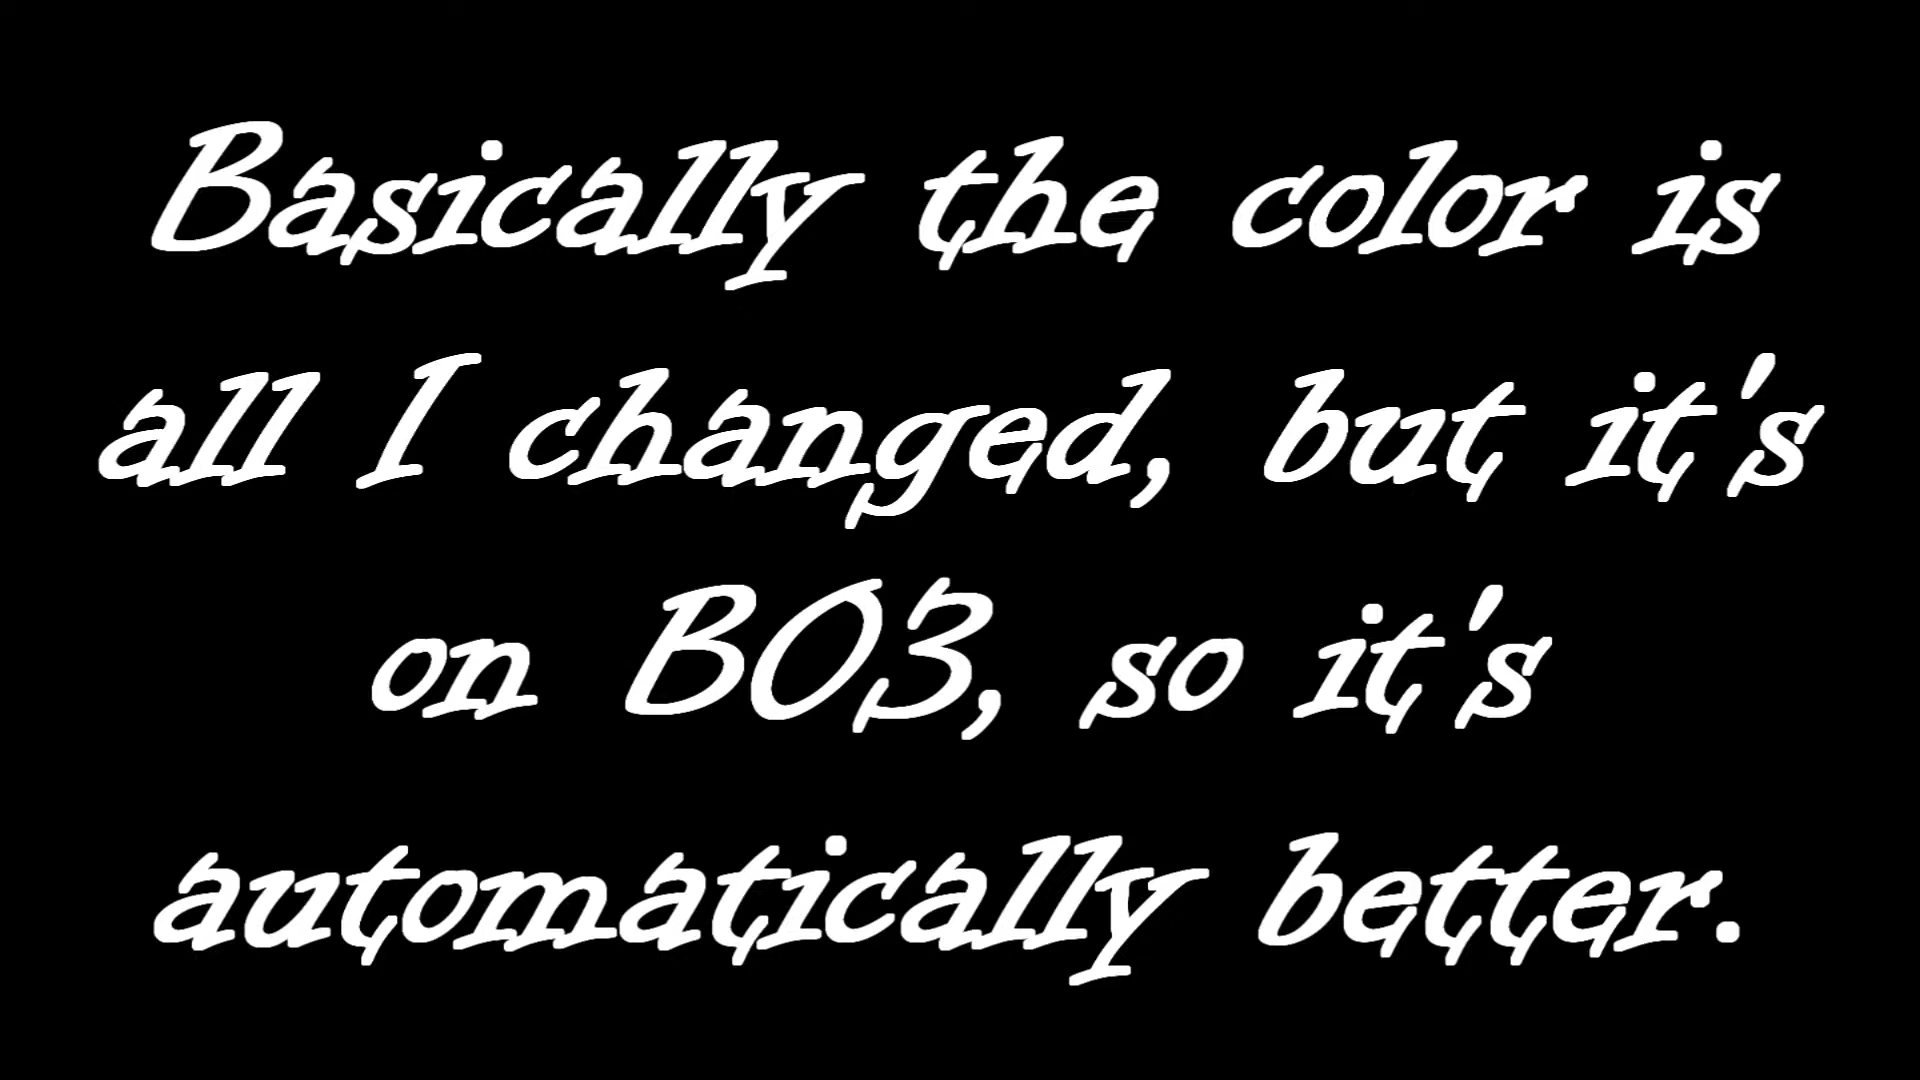 Basically the color is
all I changed, but it's
on BO3, so it's
automatically better.